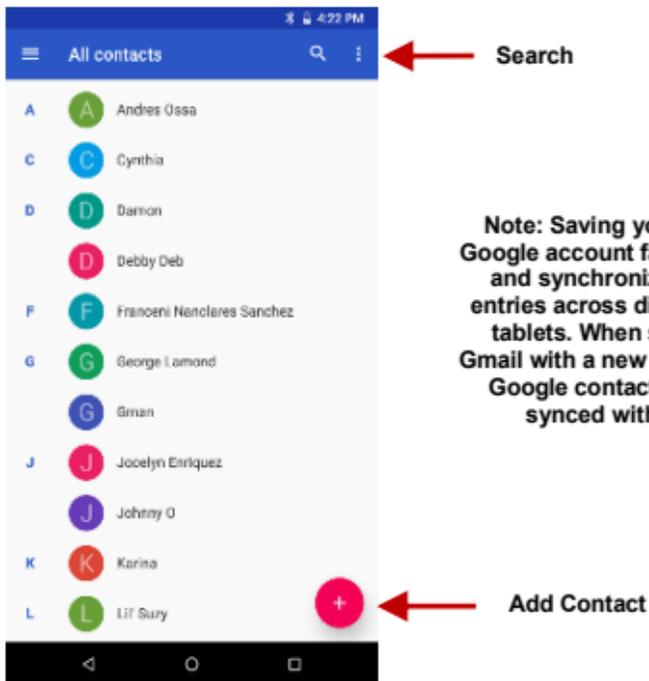 4:22 PM
All contacts
Search
A
A
Andres Ossa
C
C
Cynthia
D
D
Damon
D
Debby Deb
F
F
Franceni Nanclares Sanchez
G
G
George Lamond
G
Gman
J
J
Jocelyn Enriquez
J
Johnny O
K
K
Karina
L
L
Lil' Suzy
+
Add Contact
Note: Saving yo
Google account fa
and synchroniz
entries across di
tablets. When s
Gmail with a new
Google contact
synced with